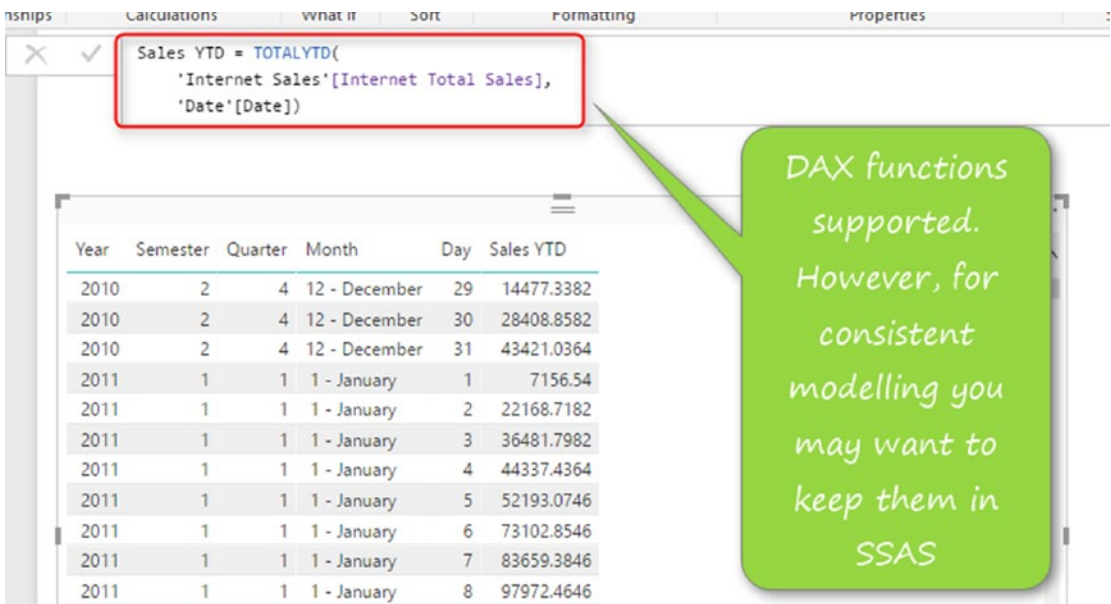 Calculations What if Sort Formatting Properties
Sales YTD = TOTALYTD(
'Internet Sales'[Internet Total Sales],
'Date'[Date])
DAX functions
supported.
However, for
consistent
modelling you
may want to
keep them in
SSAS
Year Semester Quarter Month Day Sales YTD
2010 2 4 12 - December 29 14477.3382
2010 2 4 12 - December 30 28408.8582
2010 2 4 12 - December 31 43421.0364
2011 1 1 1 - January 1 7156.54
2011 1 1 1 - January 2 22168.7182
2011 1 1 1 - January 3 36481.7982
2011 1 1 1 - January 4 44337.4364
2011 1 1 1 - January 5 52193.0746
2011 1 1 1 - January 6 73102.8546
2011 1 1 1 - January 7 83659.3846
2011 1 1 1 - January 8 97972.4646